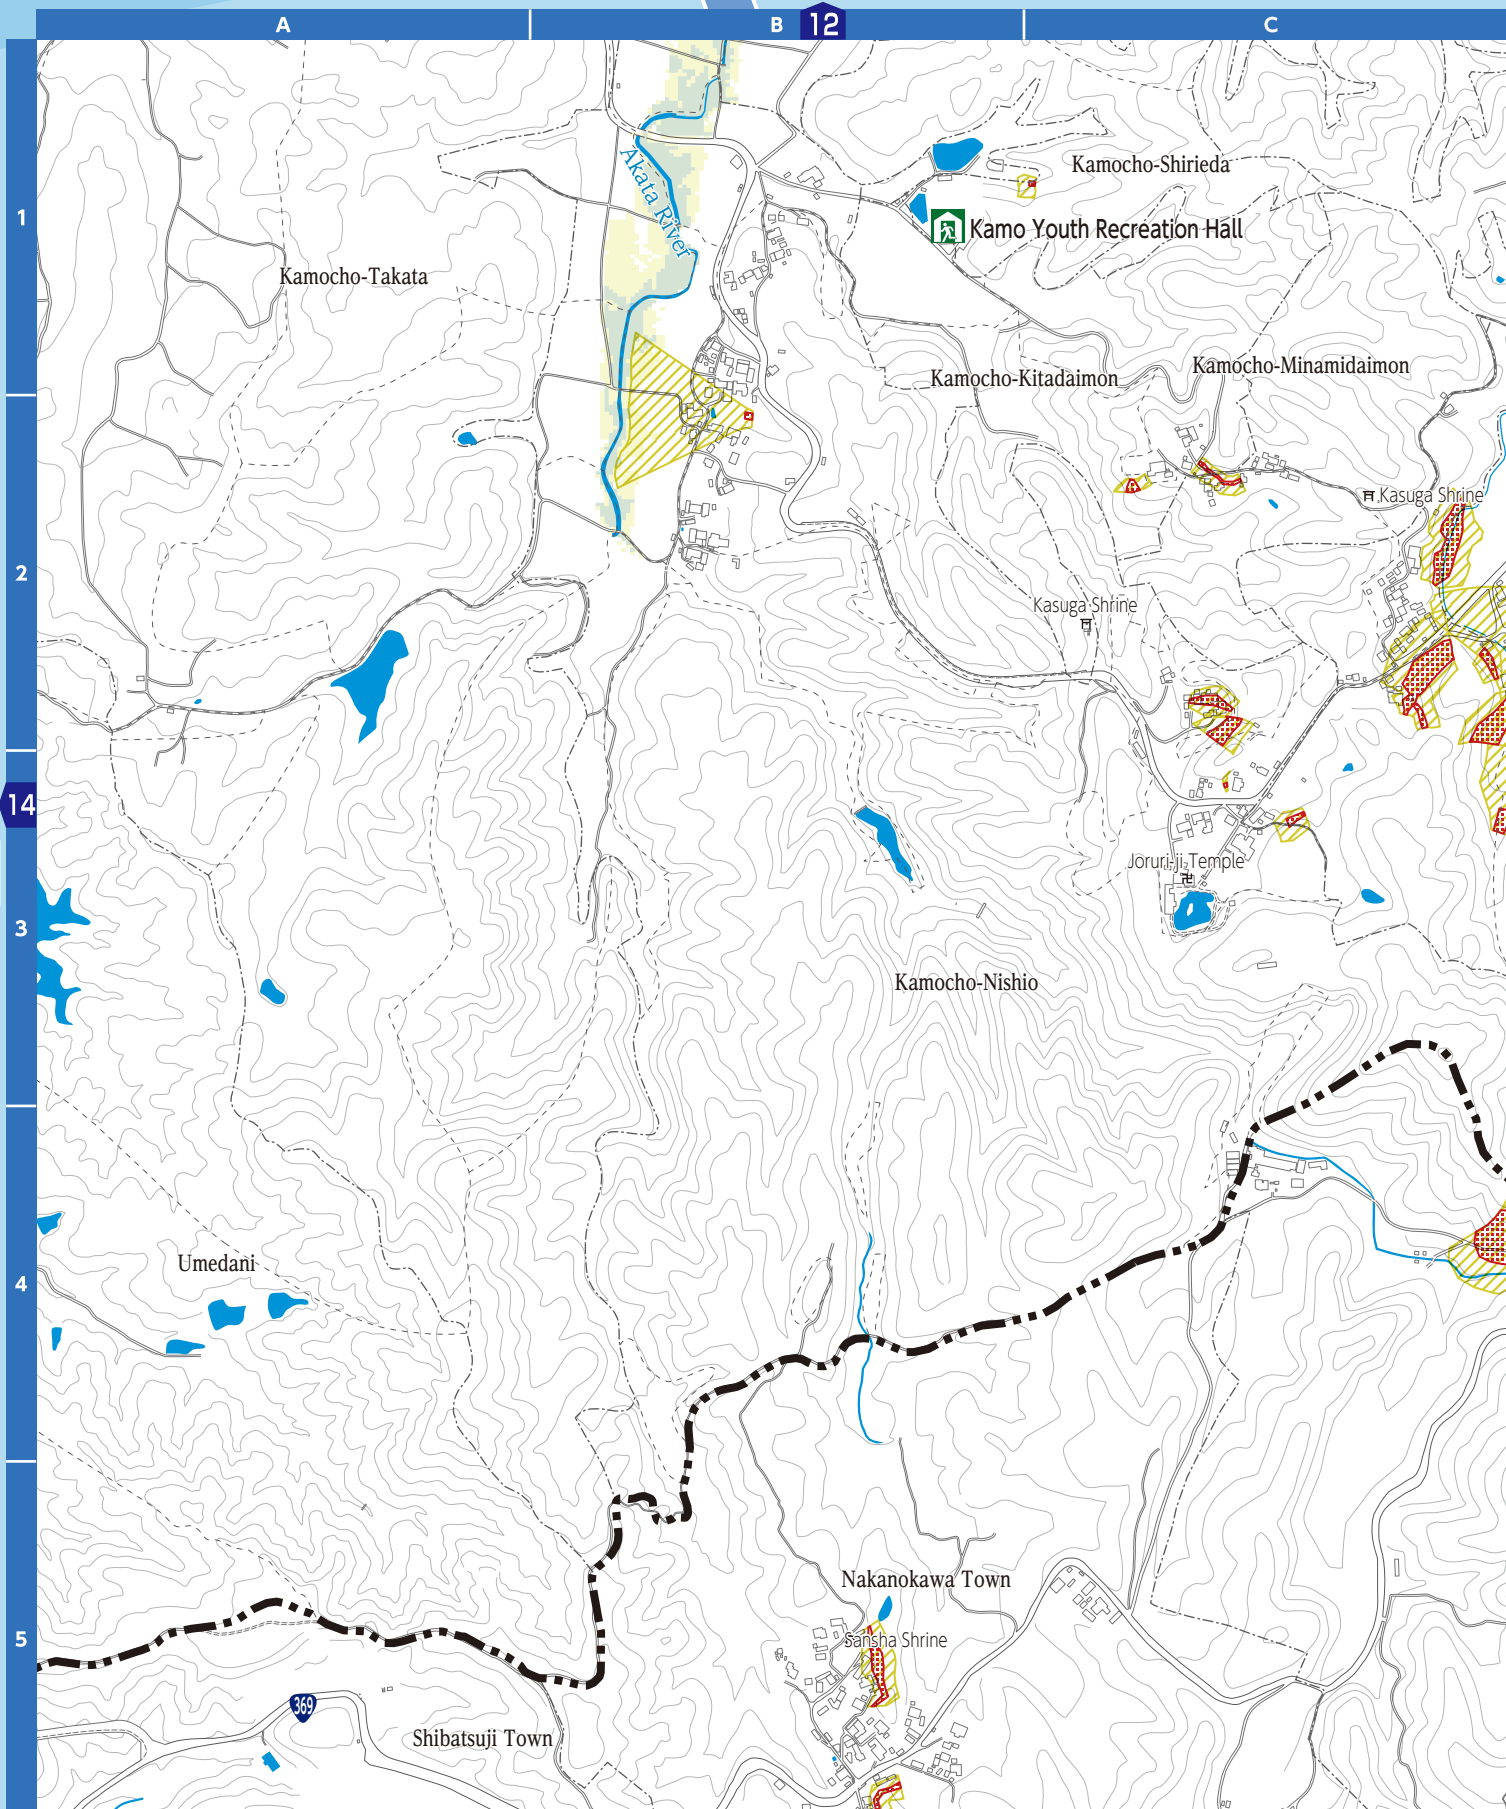 A
B
12
C
1
Akata River
Kamocho-Shirieda
Kamo Youth Recreation Hall
Kamocho-Takata
Kamocho-Kitadaimon
Kamocho-Minamidaimon
Kasuga Shrine
2
Kasuga Shrine
14
Joruri-ji Temple
3
Kamocho-Nishio
Umedani
4
Nakanokawa Town
5
Sansha Shrine
369
Shibatsuji Town